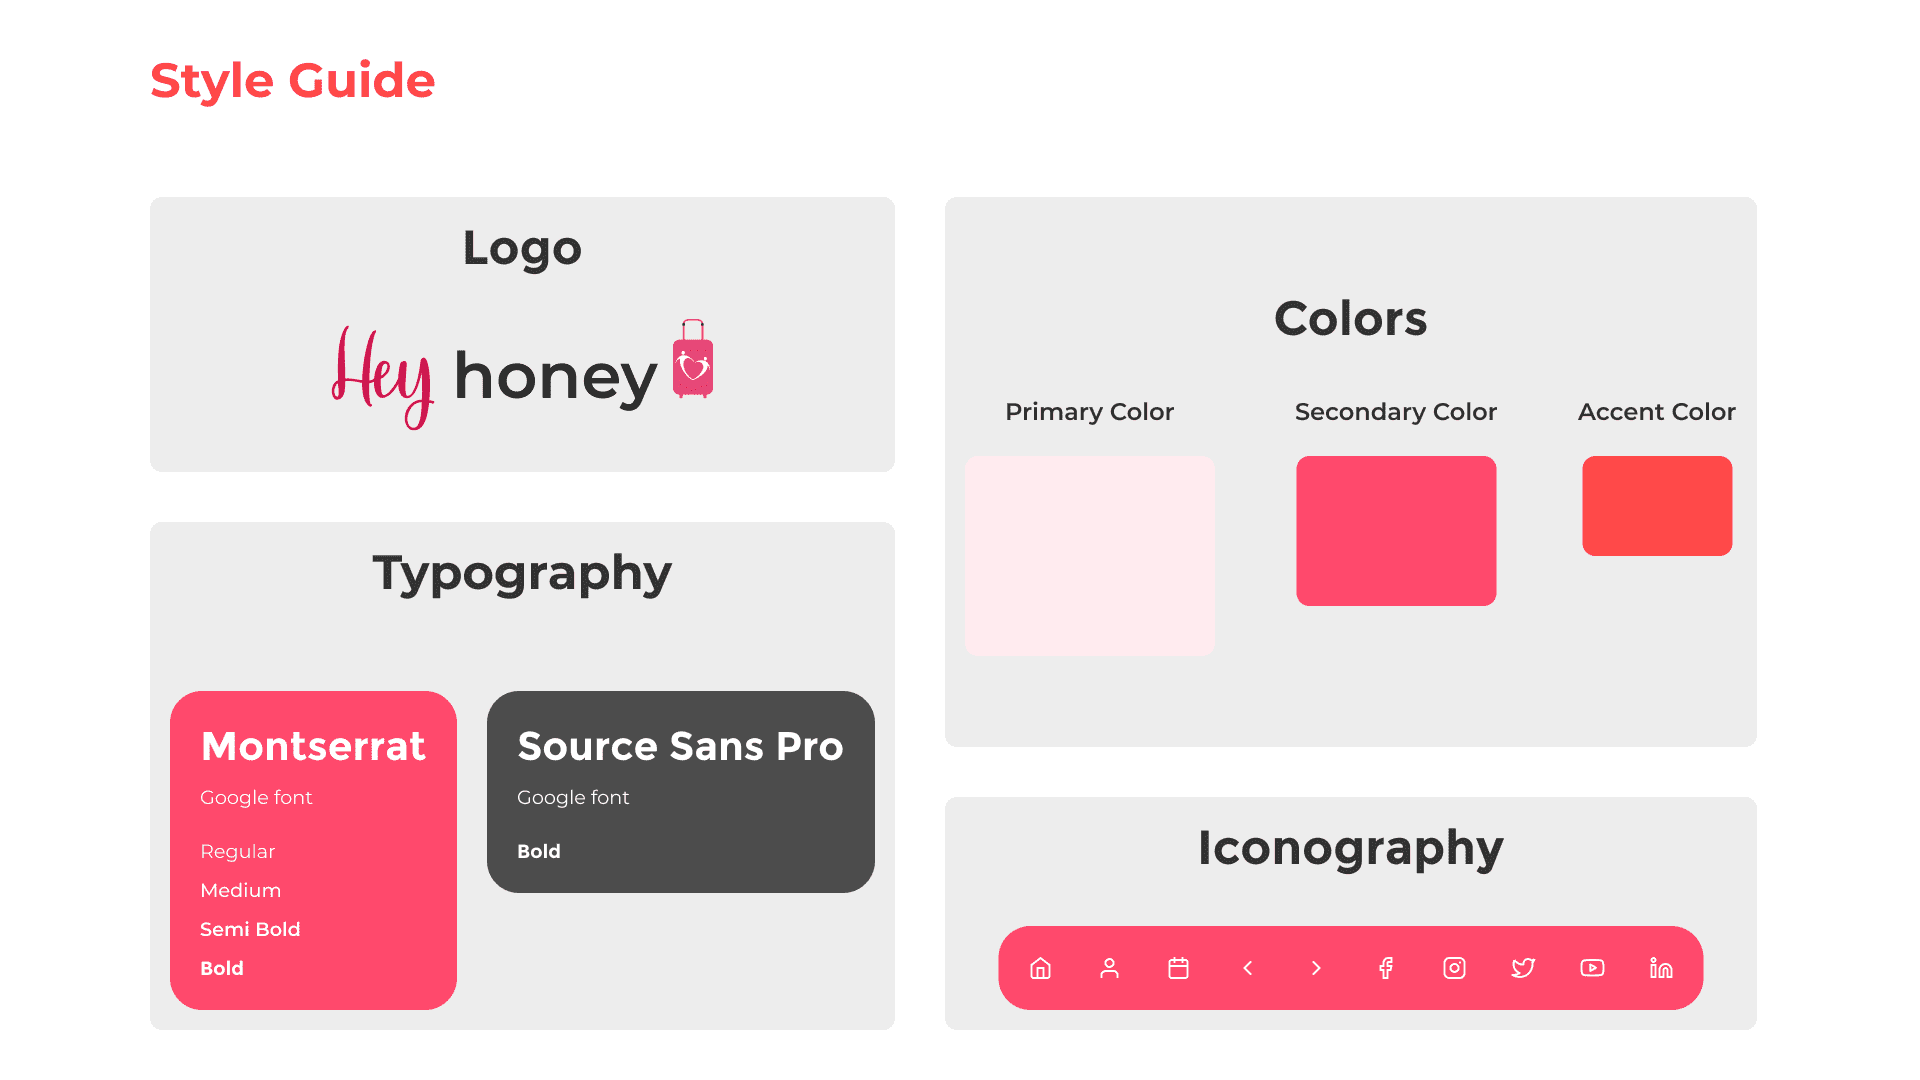 Style Guide
Logo
Hey honey
Typography
Montserrat
Google font
Regular
Medium
Semi Bold
Bold
Source Sans Pro
Google font
Bold
Colors
Primary Color
Secondary Color
Accent Color
Iconography